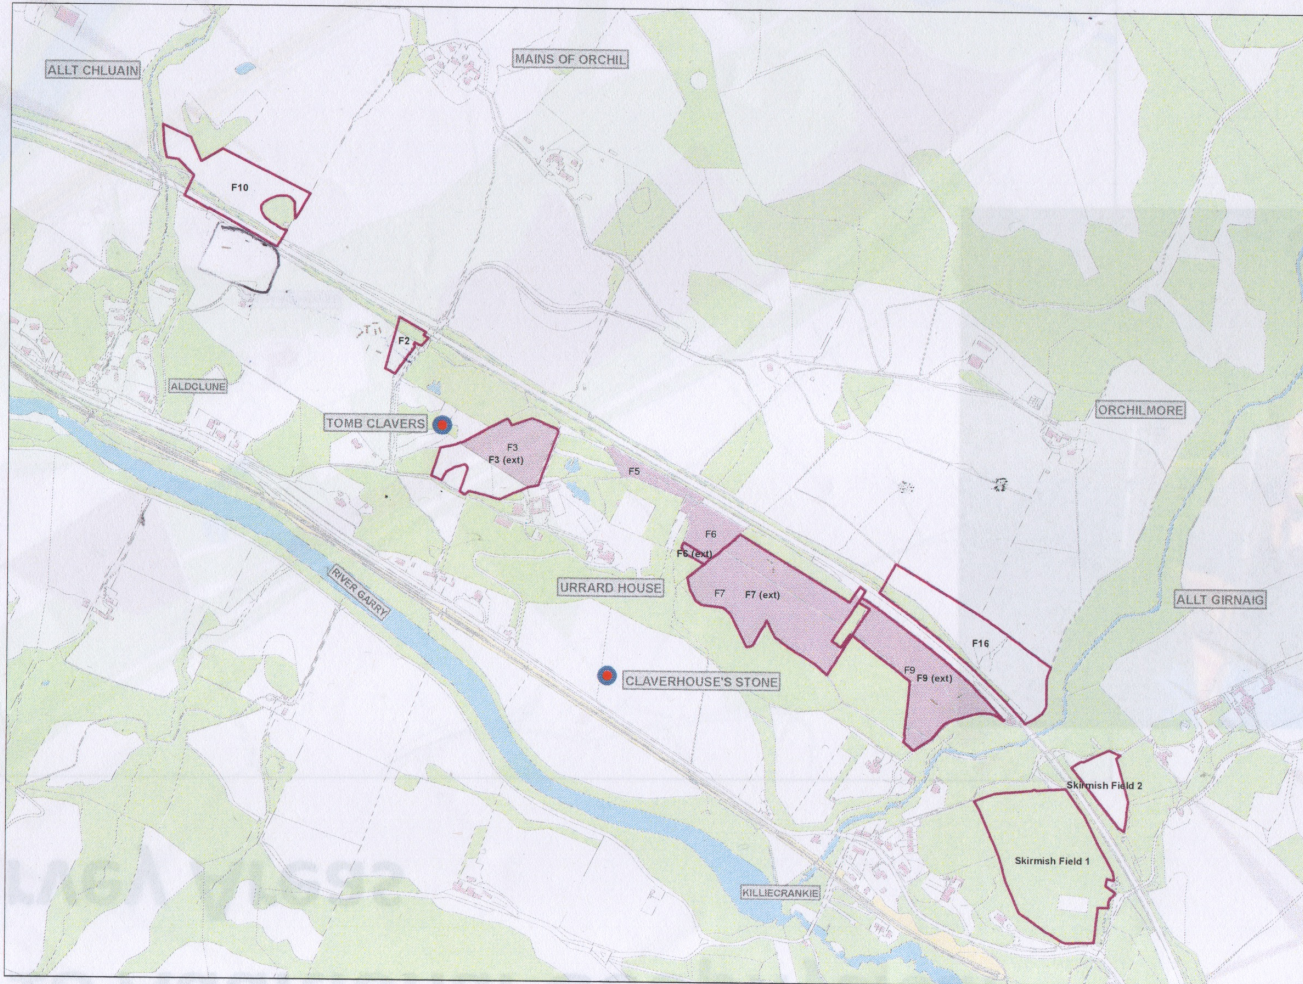 MAINS OF ORCHIL
ALLT CHLUAIN
F10
F2
ALDCLUNE
TOMB CLAVERS
ORCHILMORE
F3
F3 (ext)
F5
F6
F6 (ext)
RIVER GARRY
URRARD HOUSE
F7
F7 (ext)
ALLT GIRNAIG
F16
F9
F9 (ext)
CLAVERHOUSE'S STONE
Skirmish Field 2
Skirmish Field 1
KILLIECRANKIE